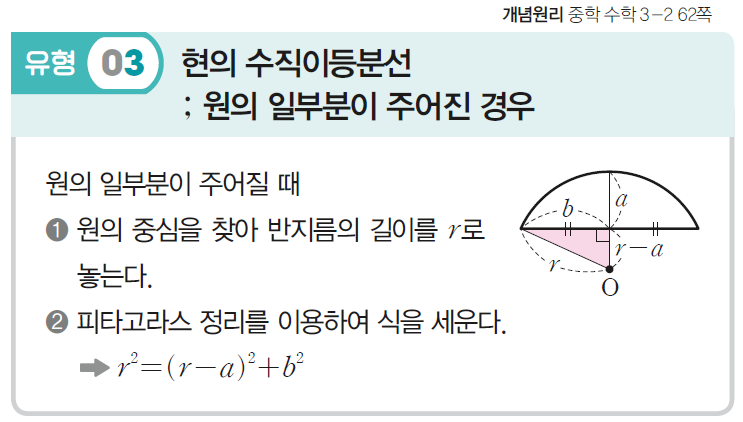 개념원리 중학 수학 3-2 62쪽
유형 03 현의 수직이등분선
; 원의 일부분이 주어진 경우
원의 일부분이 주어질 때
❶ 원의 중심을 찾아 반지름의 길이를 r로
놓는다.
❷ 피타고라스 정리를 이용하여 식을 세운다.
➡ r²=(r-a)²+b²
a
b
r-a
r
O